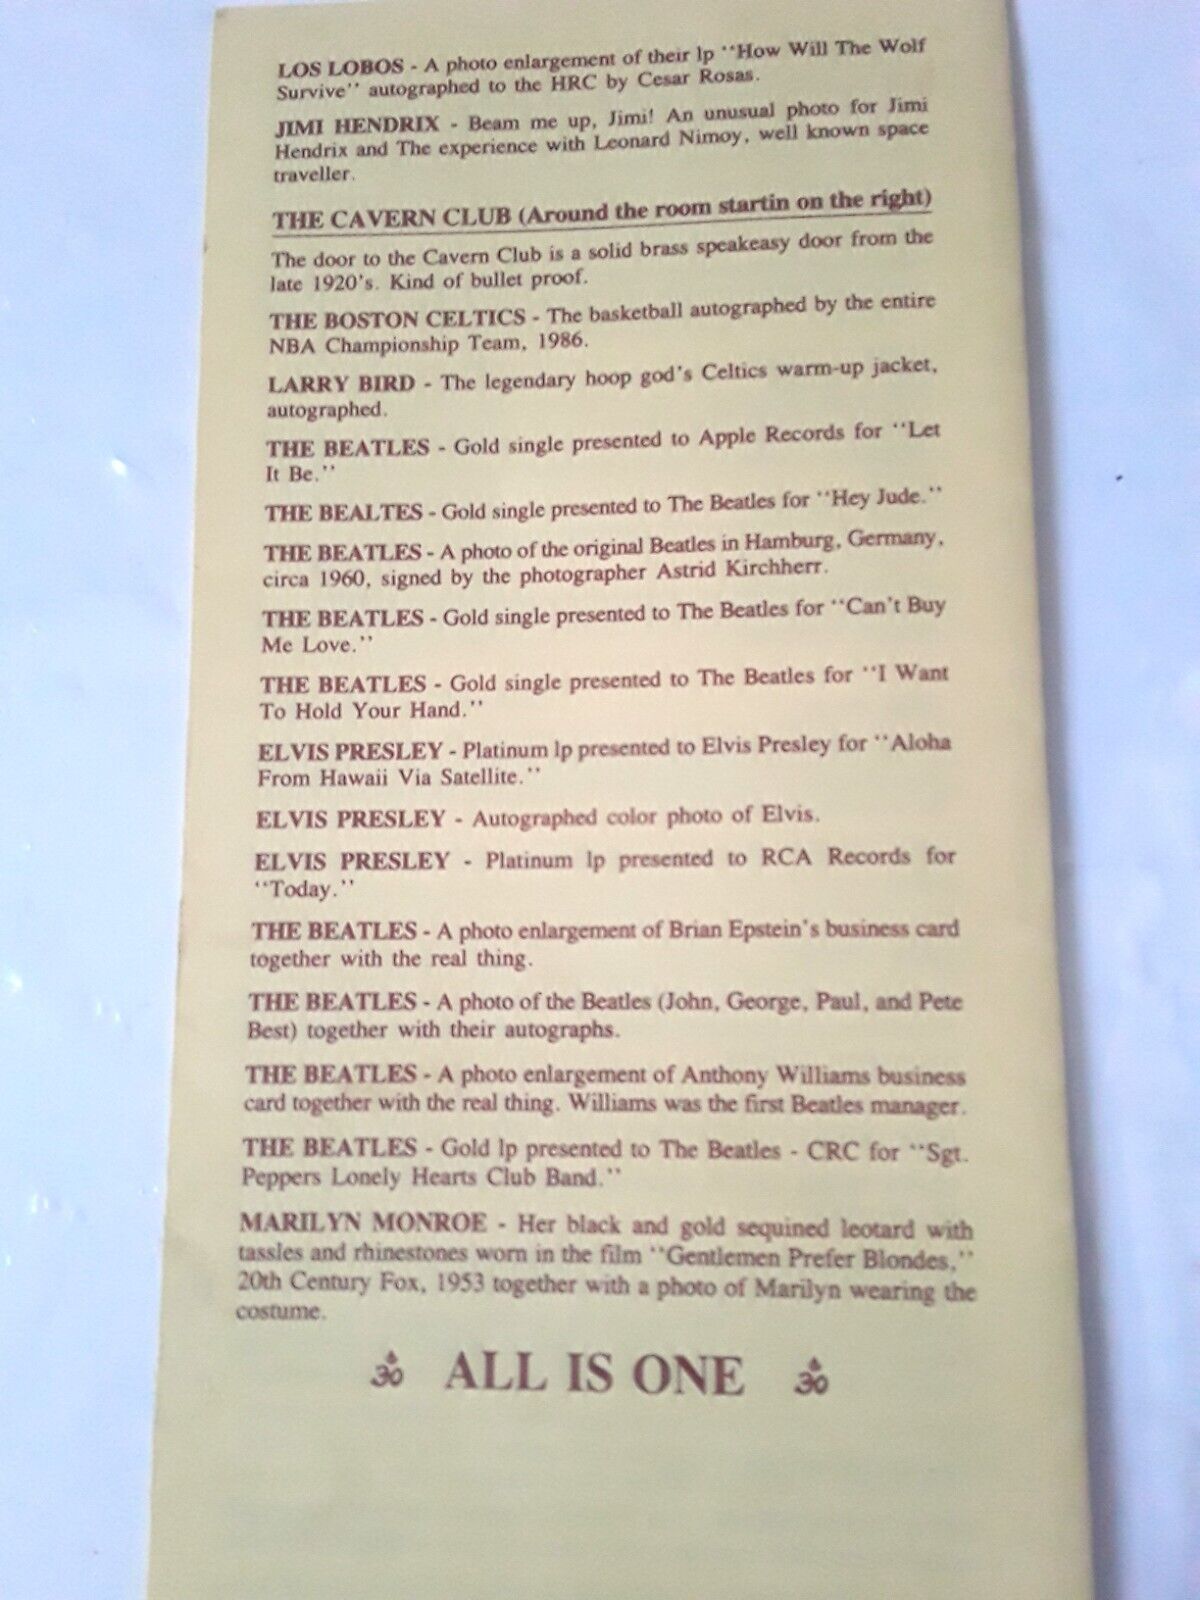 LOS LOBOS - A photo enlargement of their lp "How Will The Wolf
Survive" autographed to the HRC by Cesar Rosas.
JIMI HENDRIX - Beam me up, Jimi! An unusual photo for Jimi
Hendrix and The experience with Leonard Nimoy, well known space
traveller.
THE CAVERN CLUB (Around the room startin on the right)
The door to the Cavern Club is a solid brass speakeasy door from the
late 1920's. Kind of bullet proof.
THE BOSTON CELTICS - The basketball autographed by the entire
NBA Championship Team, 1986.
LARRY BIRD - The legendary hoop god's Celtics warm-up jacket,
autographed.
THE BEATLES - Gold single presented to Apple Records for "Let
It Be."
THE BEALTES - Gold single presented to The Beatles for "Hey Jude."
THE BEATLES - A photo of the original Beatles in Hamburg, Germany,
circa 1960, signed by the photographer Astrid Kirchherr.
THE BEATLES - Gold single presented to The Beatles for "Can't Buy
Me Love."
THE BEATLES - Gold single presented to The Beatles for "I Want
To Hold Your Hand."
ELVIS PRESLEY - Platinum lp presented to Elvis Presley for "Aloha
From Hawaii Via Satellite."
ELVIS PRESLEY - Autographed color photo of Elvis.
ELVIS PRESLEY - Platinum lp presented to RCA Records for
"Today."
THE BEATLES - A photo enlargement of Brian Epstein's business card
together with the real thing.
THE BEATLES - A photo of the Beatles (John, George, Paul, and Pete
Best) together with their autographs.
THE BEATLES - A photo enlargement of Anthony Williams business
card together with the real thing. Williams was the first Beatles manager.
THE BEATLES - Gold lp presented to The Beatles - CRC for "Sgt.
Peppers Lonely Hearts Club Band."
MARILYN MONROE - Her black and gold sequined leotard with
tassles and rhinestones worn in the film "Gentlemen Prefer Blondes,"
20th Century Fox, 1953 together with a photo of Marilyn wearing the
costume.
ॐ ALL IS ONE ॐ